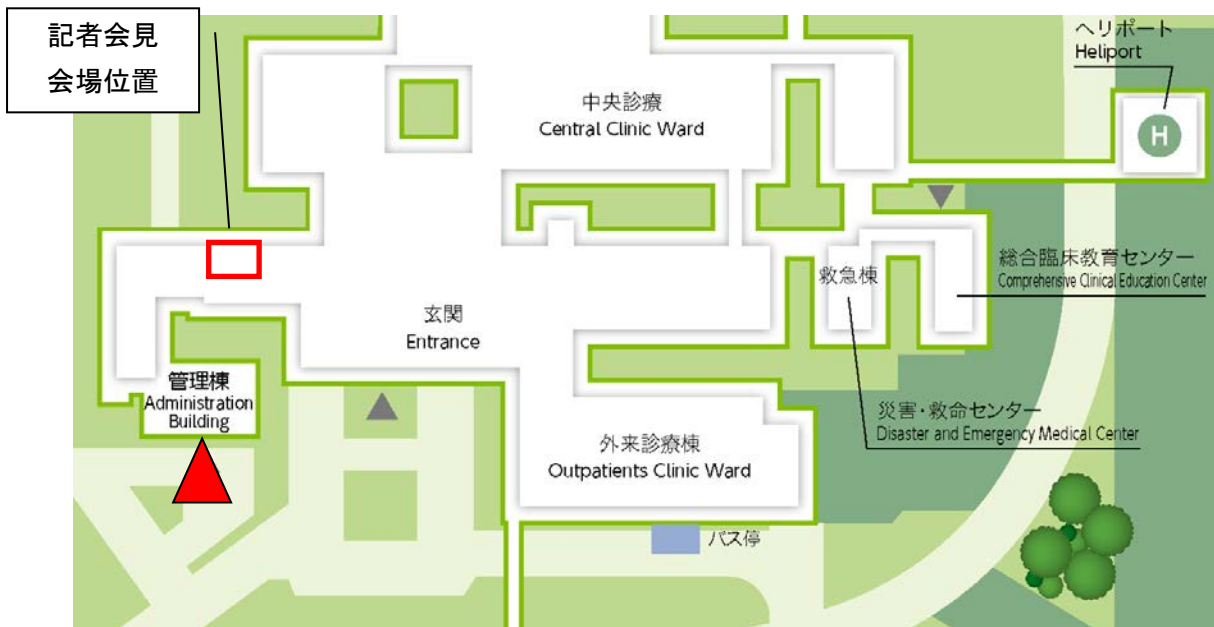 記者会見
会場位置
ヘリポート
Heliport
H
中央診療
Central Clinic Ward
総合臨床教育センター
Comprehensive Clinical Education Center
救急棟
玄関
Entrance
管理棟
Administration
Building
災害・救命センター
Disaster and Emergency Medical Center
外来診療棟
Outpatients Clinic Ward
バス停